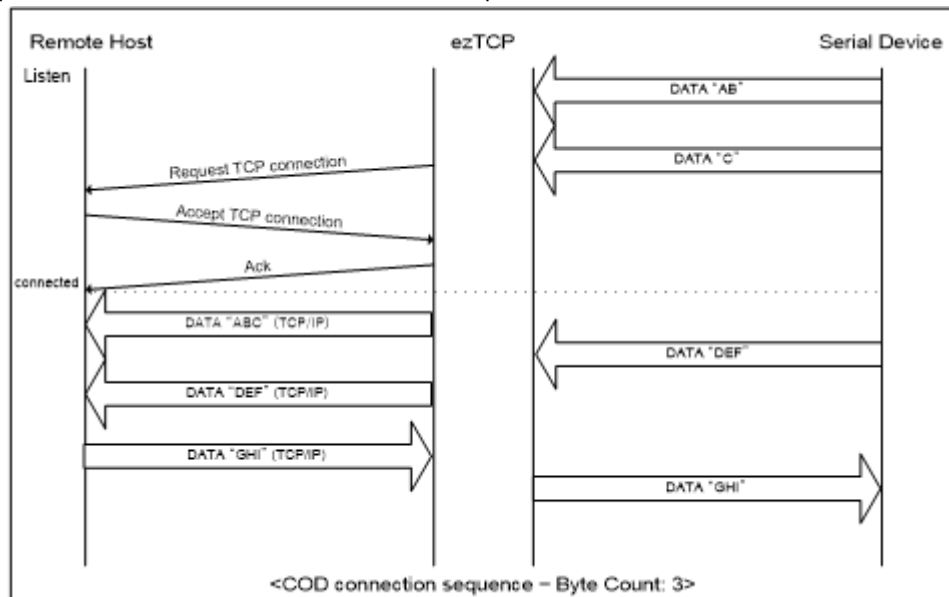 Remote Host
ezTCP
Serial Device
Listen
DATA "AB"
DATA "C"
Request TCP connection
Accept TCP connection
Ack
connected
DATA "ABC" (TCP/IP)
DATA "DEF"
DATA "DEF" (TCP/IP)
DATA "GHI" (TCP/IP)
DATA "GHI"
<COD connection sequence – Byte Count: 3>